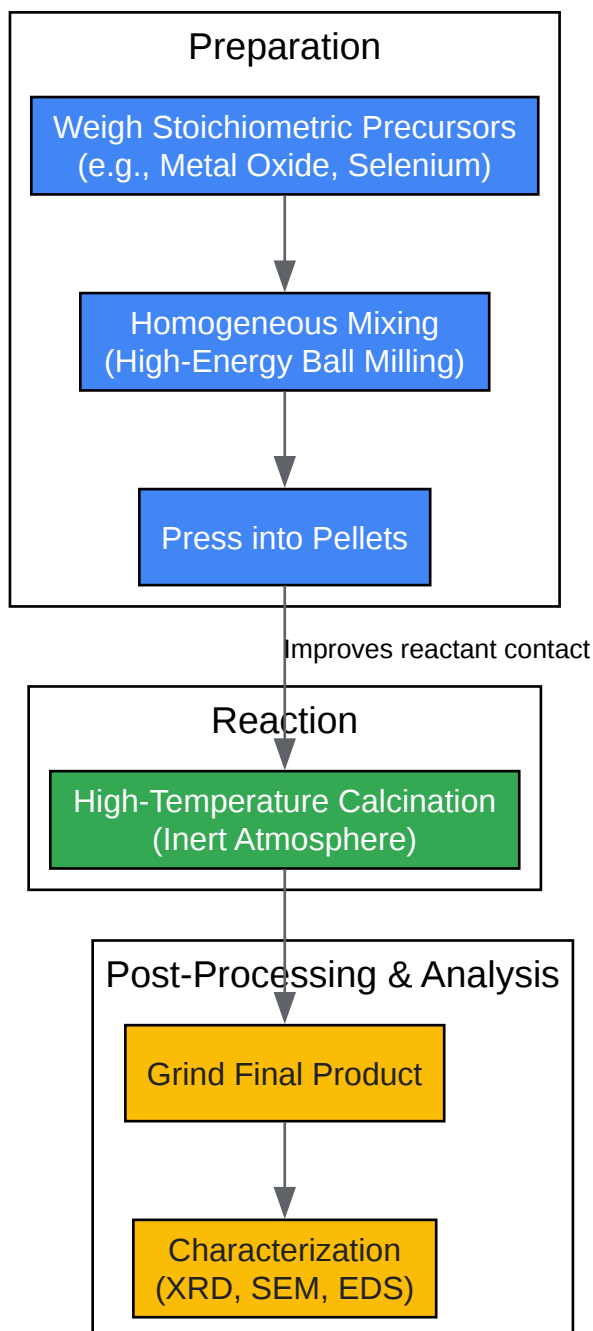 Preparation
Weigh Stoichiometric Precursors
(e.g., Metal Oxide, Selenium)
Homogeneous Mixing
(High-Energy Ball Milling)
Press into Pellets
Improves reactant contact
Reaction
High-Temperature Calcination
(Inert Atmosphere)
Post-Processing & Analysis
Grind Final Product
Characterization
(XRD, SEM, EDS)